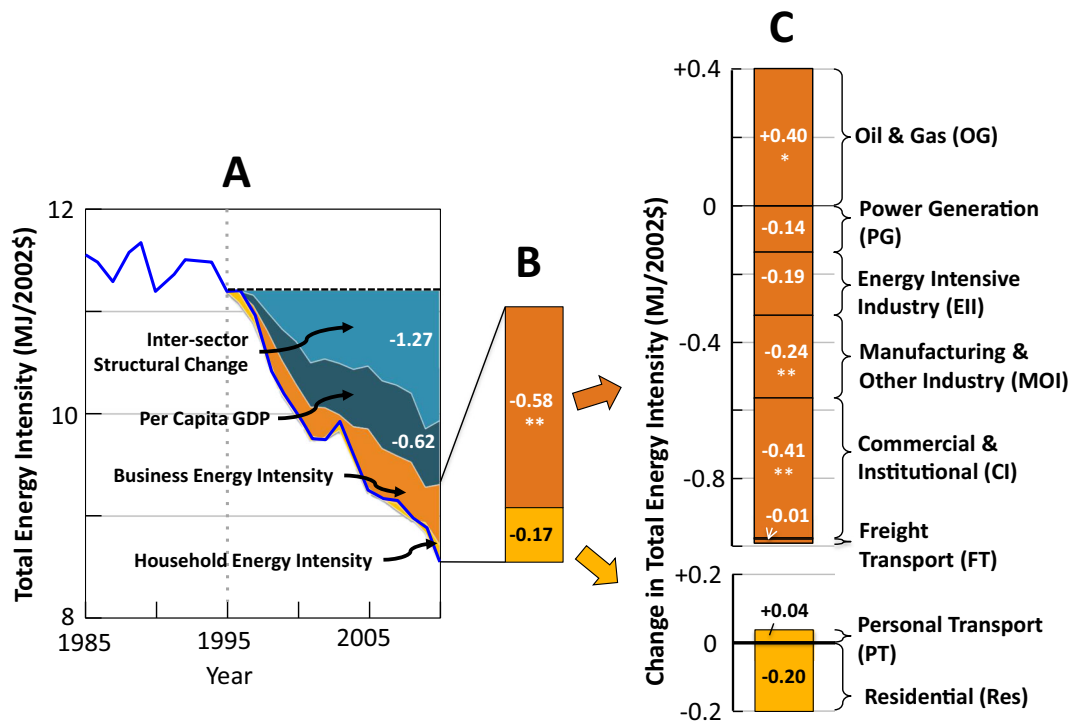 A
Total Energy Intensity (MJ/2002$)
12
10
8
1985
1995
2005
Year
Inter-sector
Structural Change
-1.27
Per Capita GDP
-0.62
Business Energy Intensity
Household Energy Intensity
B
-0.58
**
-0.17
C
Change in Total Energy Intensity (MJ/2002$)
+0.4
0
-0.4
-0.8
+0.2
0
-0.2
+0.40
*
Oil & Gas (OG)
-0.14
Power Generation
(PG)
-0.19
Energy Intensive
Industry (EII)
-0.24
**
Manufacturing &
Other Industry (MOI)
-0.41
**
Commercial &
Institutional (CI)
-0.01
Freight
Transport (FT)
+0.04
Personal Transport
(PT)
-0.20
Residential (Res)